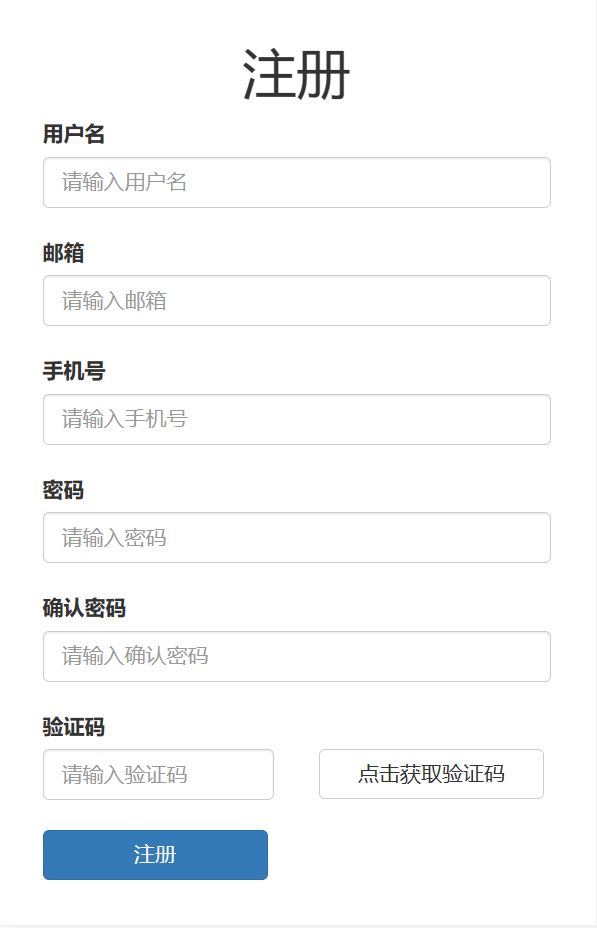 注册
用户名
请输入用户名
邮箱
请输入邮箱
手机号
请输入手机号
密码
请输入密码
确认密码
请输入确认密码
验证码
请输入验证码 点击获取验证码
注册